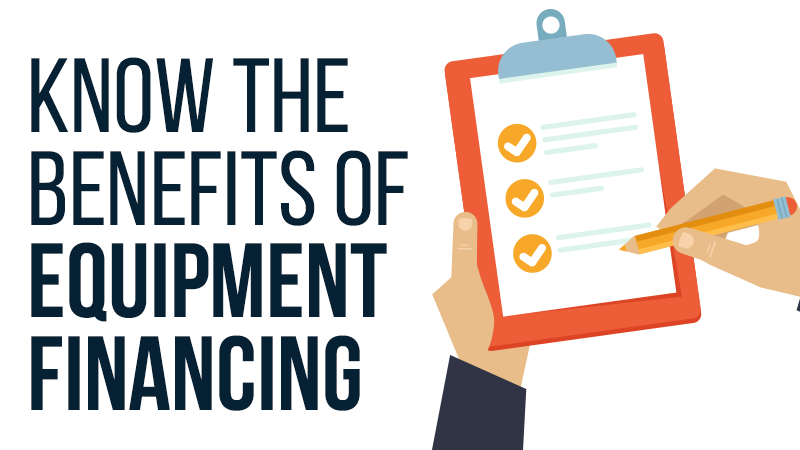 KNOW THE
BENEFITS OF
EQUIPMENT
FINANCING